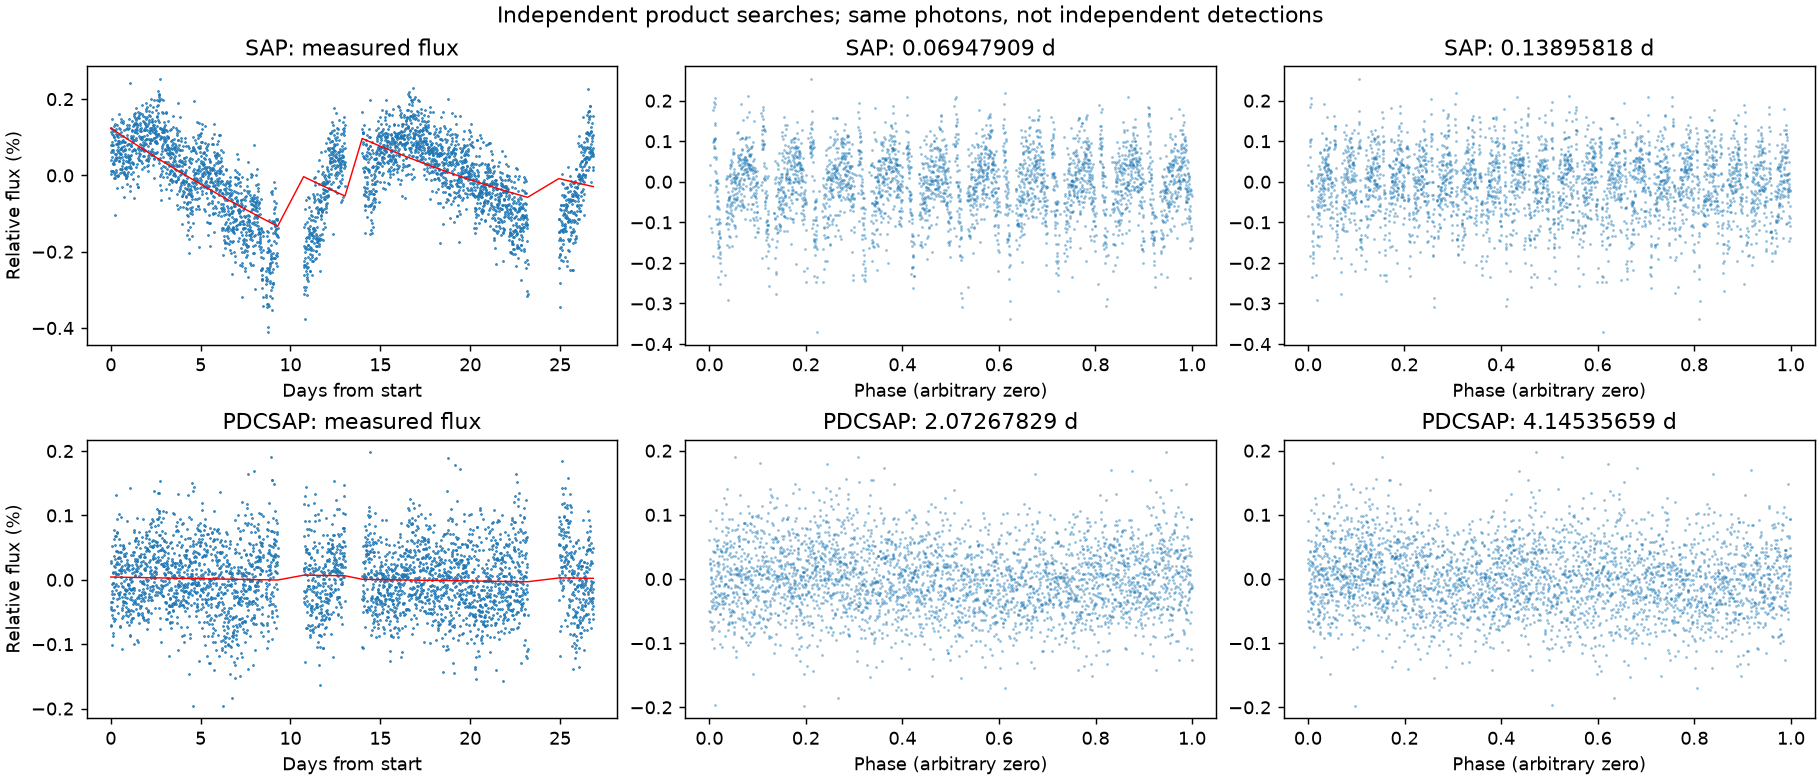 Independent product searches; same photons, not independent detections
SAP: measured flux
SAP: 0.06947909 d
SAP: 0.13895818 d
Relative flux (%)
0.2
0.0
−0.2
−0.4
0.2
0.1
0.0
−0.1
−0.2
−0.3
−0.4
0.2
0.1
0.0
−0.1
−0.2
−0.3
−0.4
0 5 10 15 20 25
0.0 0.2 0.4 0.6 0.8 1.0
0.0 0.2 0.4 0.6 0.8 1.0
Days from start
Phase (arbitrary zero)
Phase (arbitrary zero)
PDCSAP: measured flux
PDCSAP: 2.07267829 d
PDCSAP: 4.14535659 d
Relative flux (%)
0.2
0.1
0.0
−0.1
−0.2
0.2
0.1
0.0
−0.1
−0.2
0.2
0.1
0.0
−0.1
−0.2
0 5 10 15 20 25
0.0 0.2 0.4 0.6 0.8 1.0
0.0 0.2 0.4 0.6 0.8 1.0
Days from start
Phase (arbitrary zero)
Phase (arbitrary zero)